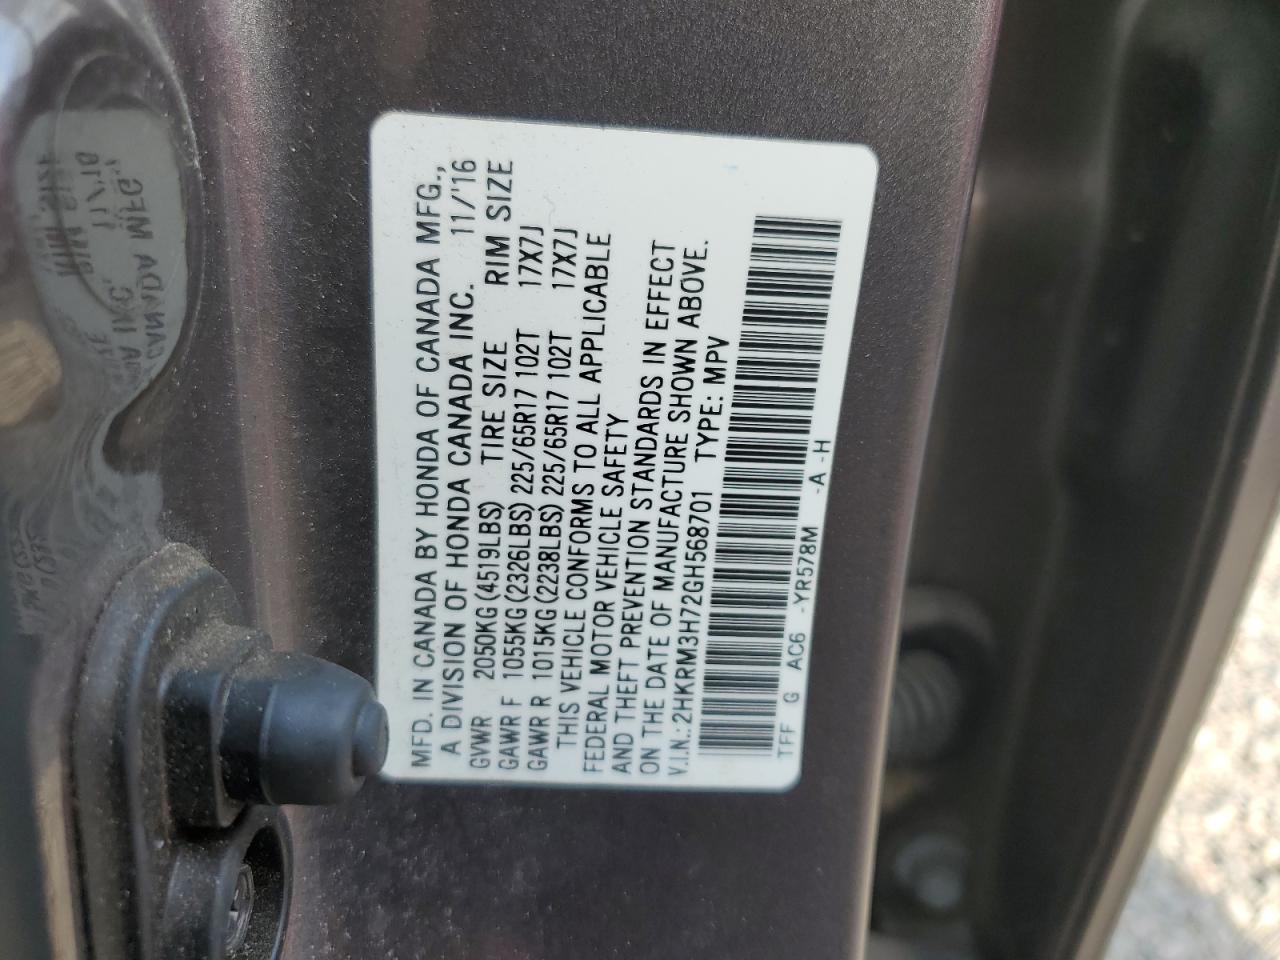 MFD. IN CANADA BY HONDA OF CANADA MFG.,
A DIVISION OF HONDA CANADA INC. 11/'16
GVWR 2050KG (4519LBS) TIRE SIZE RIM SIZE
GAWR F 1055KG (2326LBS) 225/65R17 102T 17X7J
GAWR R 1015KG (2238LBS) 225/65R17 102T 17X7J
THIS VEHICLE CONFORMS TO ALL APPLICABLE
FEDERAL MOTOR VEHICLE SAFETY
AND THEFT PREVENTION STANDARDS IN EFFECT
ON THE DATE OF MANUFACTURE SHOWN ABOVE.
V.I.N.:2HKRM3H72GH568701 TYPE: MPV
TFF G AC6 -YR578M -A -H